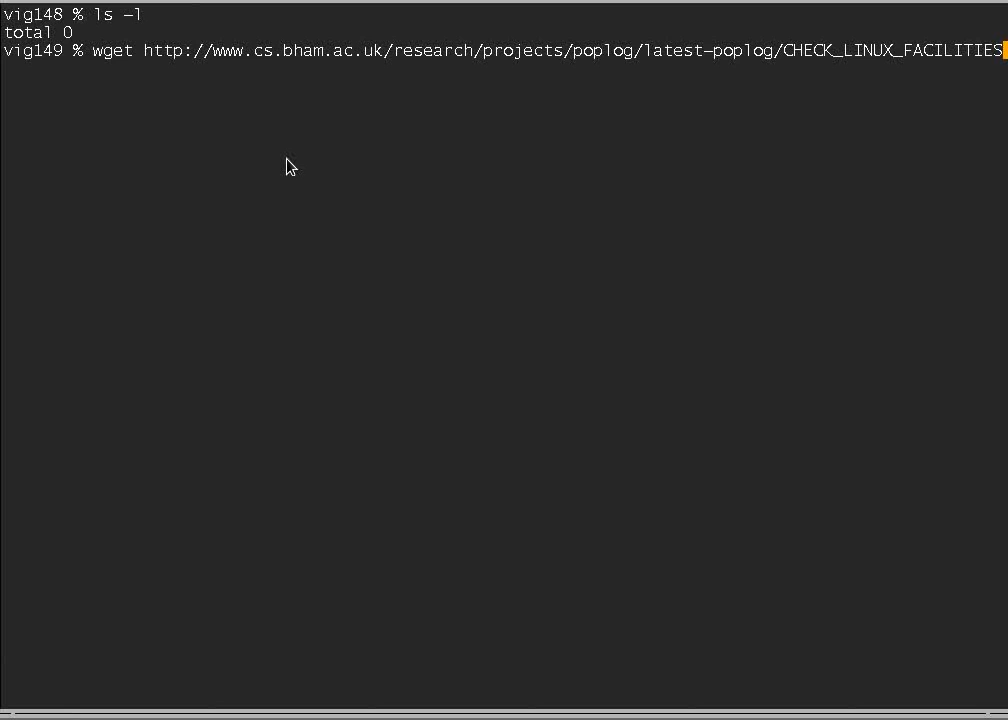 vig148 % ls -l
total 0
vig149 % wget http://www.cs.bham.ac.uk/research/projects/poplog/latest-poplog/CHECK_LINUX_FACILITIES